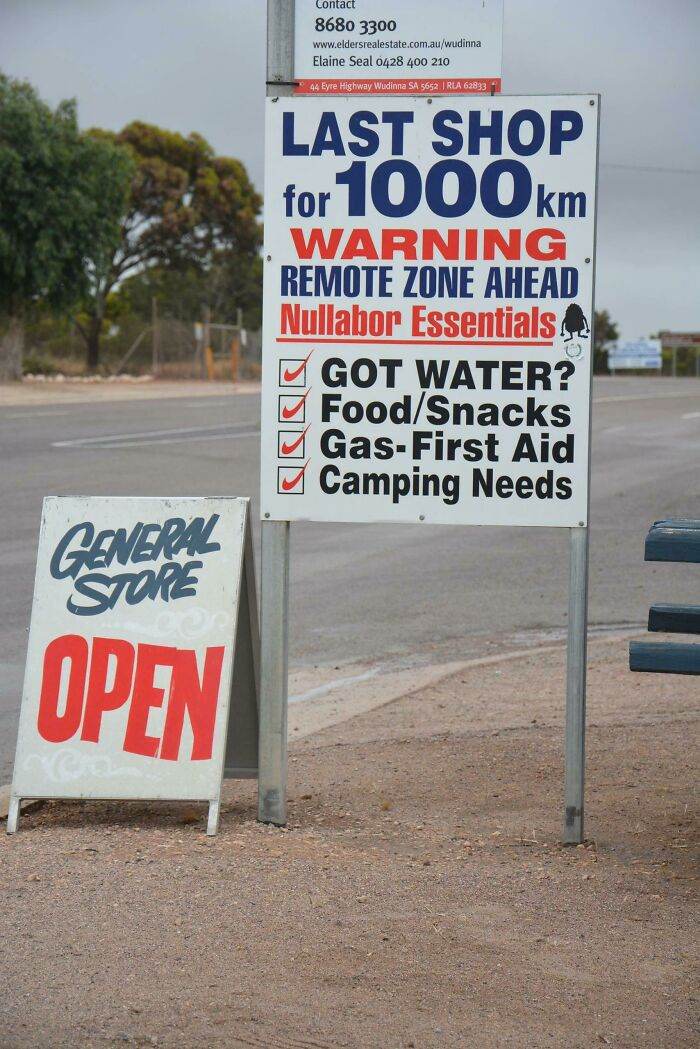 Contact
8680 3300
www.eldersrealestate.com.au/wudinna
Elaine Seal 0428 400 210
44 Eyre Highway Wudinna SA 5652 | RLA 62833
LAST SHOP
for 1000km
WARNING
REMOTE ZONE AHEAD
Nullabor Essentials
GOT WATER?
Food/Snacks
Gas-First Aid
Camping Needs
GENERAL
STORE
OPEN